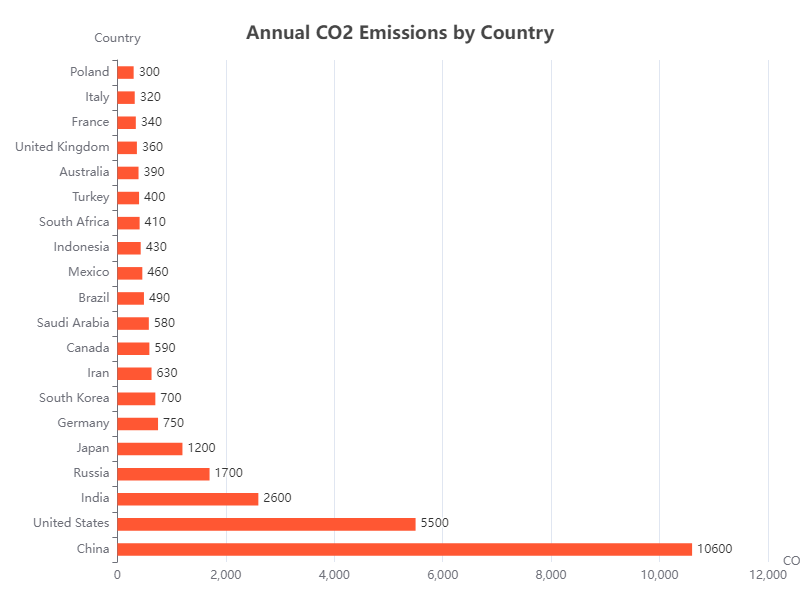 Annual CO2 Emissions by Country
Country
Poland 300
Italy 320
France 340
United Kingdom 360
Australia 390
Turkey 400
South Africa 410
Indonesia 430
Mexico 460
Brazil 490
Saudi Arabia 580
Canada 590
Iran 630
South Korea 700
Germany 750
Japan 1200
Russia 1700
India 2600
United States 5500
China 10600
CO
0 2,000 4,000 6,000 8,000 10,000 12,000